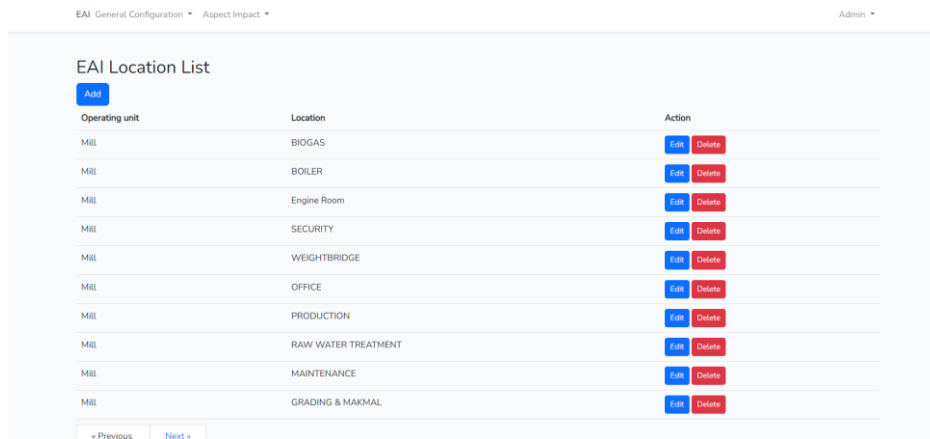 EAI General Configuration Aspect Impact Admin
EAI Location List
Add
Operating unit Location Action
Mill BIOGAS Edit Delete
Mill BOILER Edit Delete
Mill Engine Room Edit Delete
Mill SECURITY Edit Delete
Mill WEIGHTBRIDGE Edit Delete
Mill OFFICE Edit Delete
Mill PRODUCTION Edit Delete
Mill RAW WATER TREATMENT Edit Delete
Mill MAINTENANCE Edit Delete
Mill GRADING & MAKMAL Edit Delete
« Previous Next »